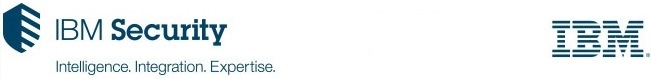 IBM Security
IBM.
Intelligence. Integration. Expertise.